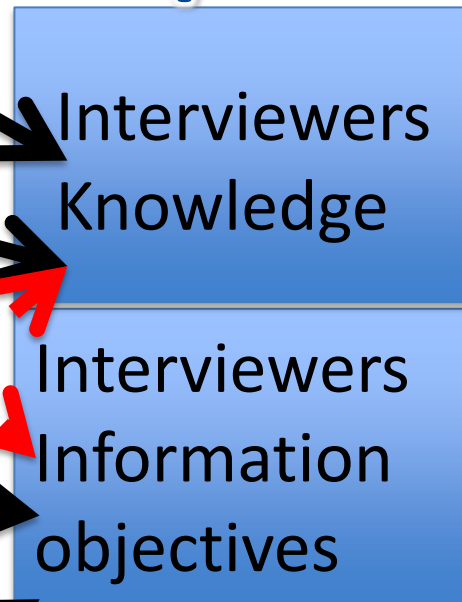 Interviewers
Knowledge
Interviewers
Information
objectives